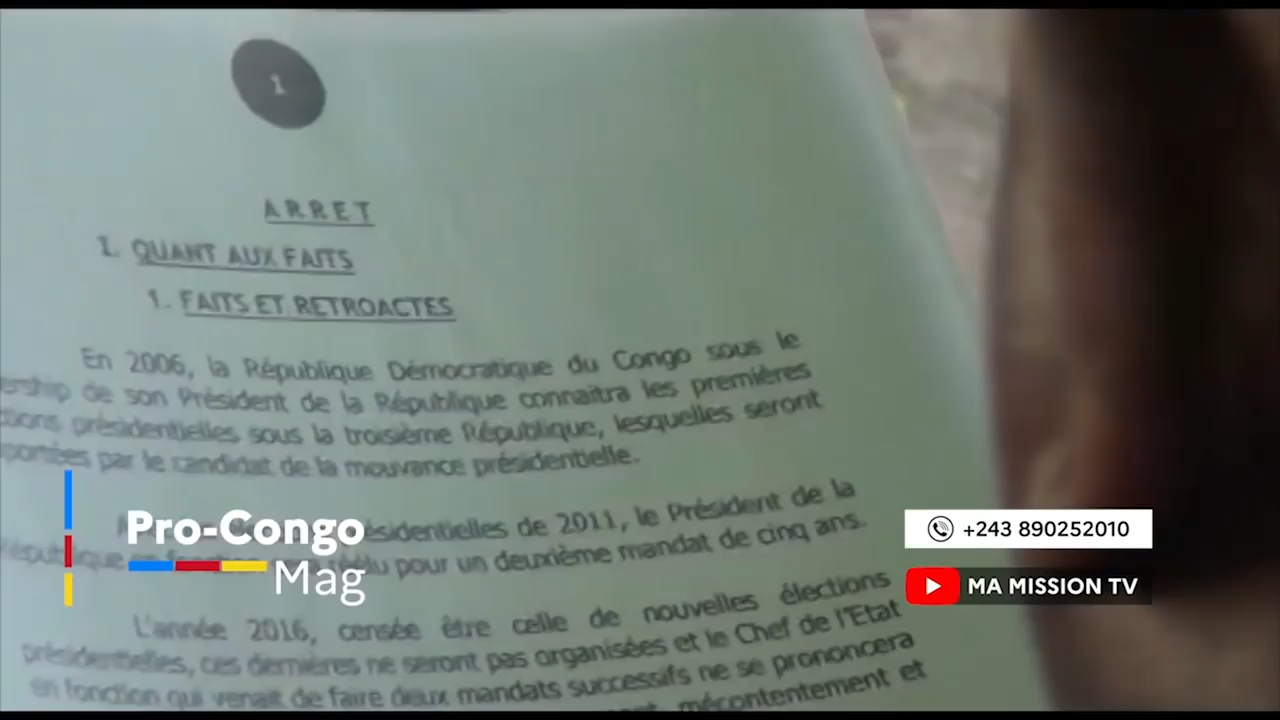 1
ARRET
I. QUANT AUX FAITS
1. FAITS ET RETROACTES
En 2006, la République Démocratique du Congo sous le
ership de son Président de la République connaitra les premières
tions présidentielles sous la troisième République, lesquelles seront
portées par le candidat de la mouvance présidentielle.
ésidentielles de 2011, le Président de la
pour un deuxième mandat de cinq ans.
L'année 2016, censée être celle de nouvelles élections
présidentielles, ces dernières ne seront pas organisées et le Chef de l'Etat
en fonction qui venait de faire deux mandats successifs ne se prononcera
mécontentement et
Pro-Congo
Mag
+243 890252010
MA MISSION TV